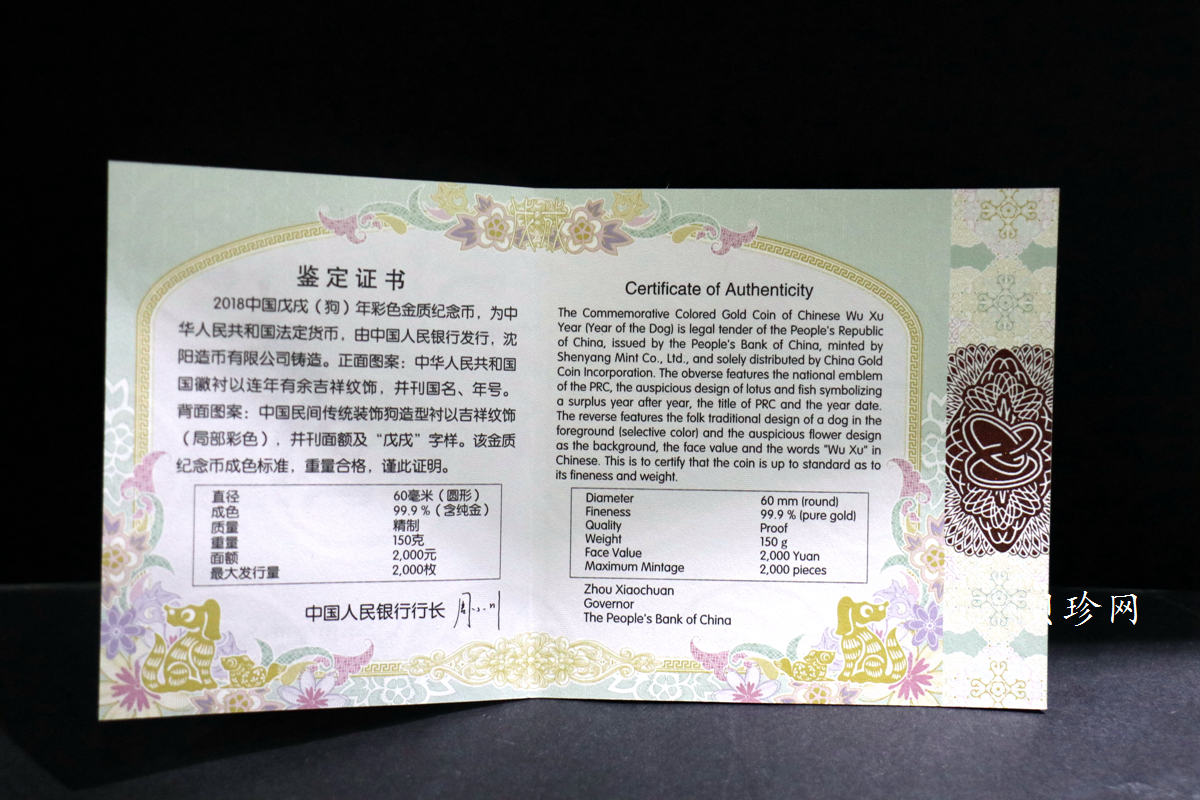 鉴定证书
2018中国戊戌（狗）年彩色金质纪念币，为中
华人民共和国法定货币，由中国人民银行发行，沈
阳造币有限公司铸造。正面图案：中华人民共和国
国徽衬以连年有余吉祥纹饰，并刊国名、年号。
背面图案：中国民间传统装饰狗造型衬以吉祥纹饰
（局部彩色），并刊面额及“戊戌”字样。该金质
纪念币成色标准，重量合格，谨此证明。
直径 60毫米（圆形）
成色 99.9 %（含纯金）
质量 精制
重量 150克
面额 2,000元
最大发行量 2,000枚
中国人民银行行长
Certificate of Authenticity
The Commemorative Colored Gold Coin of Chinese Wu Xu
Year (Year of the Dog) is legal tender of the People's Republic
of China, issued by the People's Bank of China, minted by
Shenyang Mint Co., Ltd., and solely distributed by China Gold
Coin Incorporation. The obverse features the national emblem
of the PRC, the auspicious design of lotus and fish symbolizing
a surplus year after year, the title of PRC and the year date.
The reverse features the folk traditional design of a dog in the
foreground (selective color) and the auspicious flower design
as the background, the face value and the words "Wu Xu" in
Chinese. This is to certify that the coin is up to standard as to
its fineness and weight.
Diameter 60 mm (round)
Fineness 99.9 % (pure gold)
Quality Proof
Weight 150 g
Face Value 2,000 Yuan
Maximum Mintage 2,000 pieces
Zhou Xiaochuan
Governor
The People's Bank of China
珍网